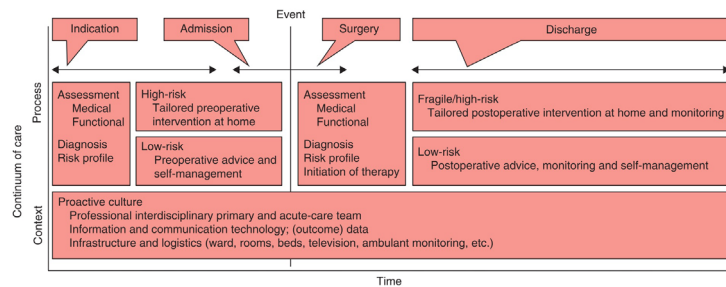 Event
Indication
Admission
Surgery
Discharge
Continuum of care
Process
Assessment
Medical
Functional
Diagnosis
Risk profile
High-risk
Tailored preoperative
intervention at home
Low-risk
Preoperative advice and
self-management
Assessment
Medical
Functional
Diagnosis
Risk profile
Initiation of therapy
Fragile/high-risk
Tailored postoperative intervention at home and monitoring
Low-risk
Postoperative advice, monitoring and self-management
Context
Proactive culture
Professional interdisciplinary primary and acute-care team
Information and communication technology; (outcome) data
Infrastructure and logistics (ward, rooms, beds, television, ambulant monitoring, etc.)
Time